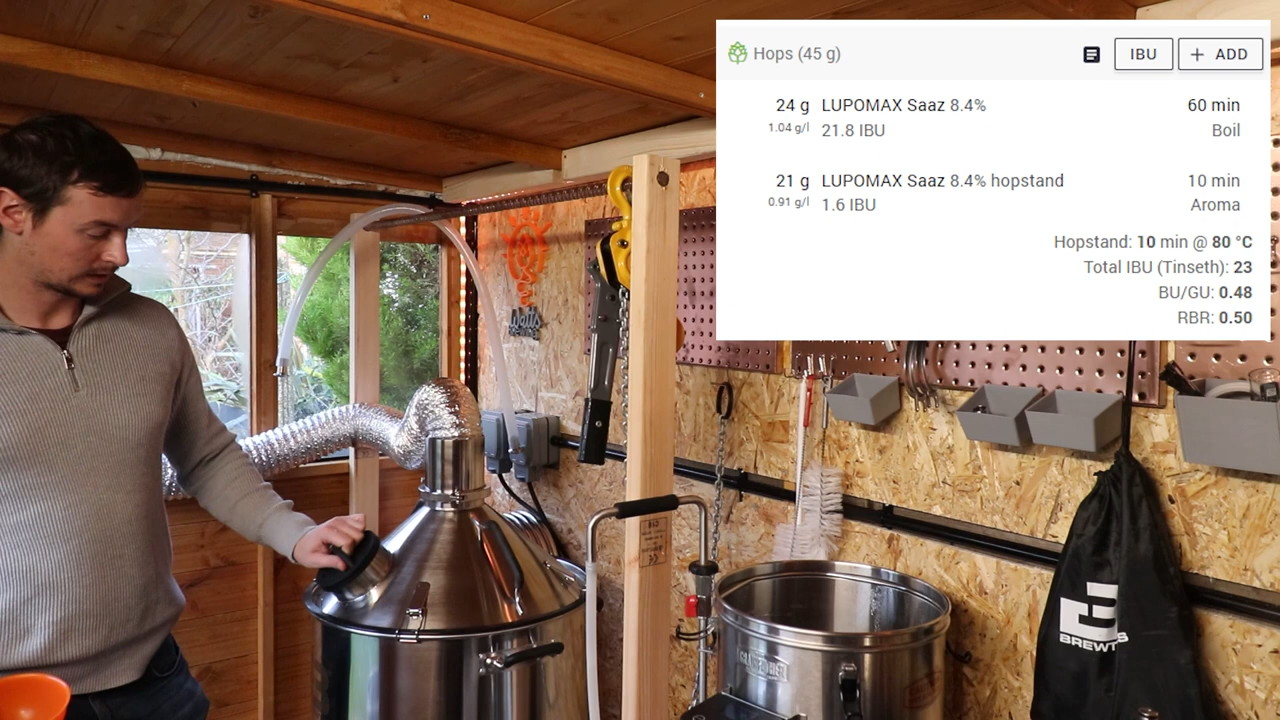 Hops (45 g)
IBU
+ ADD
24 g LUPOMAX Saaz 8.4% 60 min
1.04 g/l 21.8 IBU Boil
21 g LUPOMAX Saaz 8.4% hopstand 10 min
0.91 g/l 1.6 IBU Aroma
Hopstand: 10 min @ 80 °C
Total IBU (Tinseth): 23
BU/GU: 0.48
RBR: 0.50
BREWT